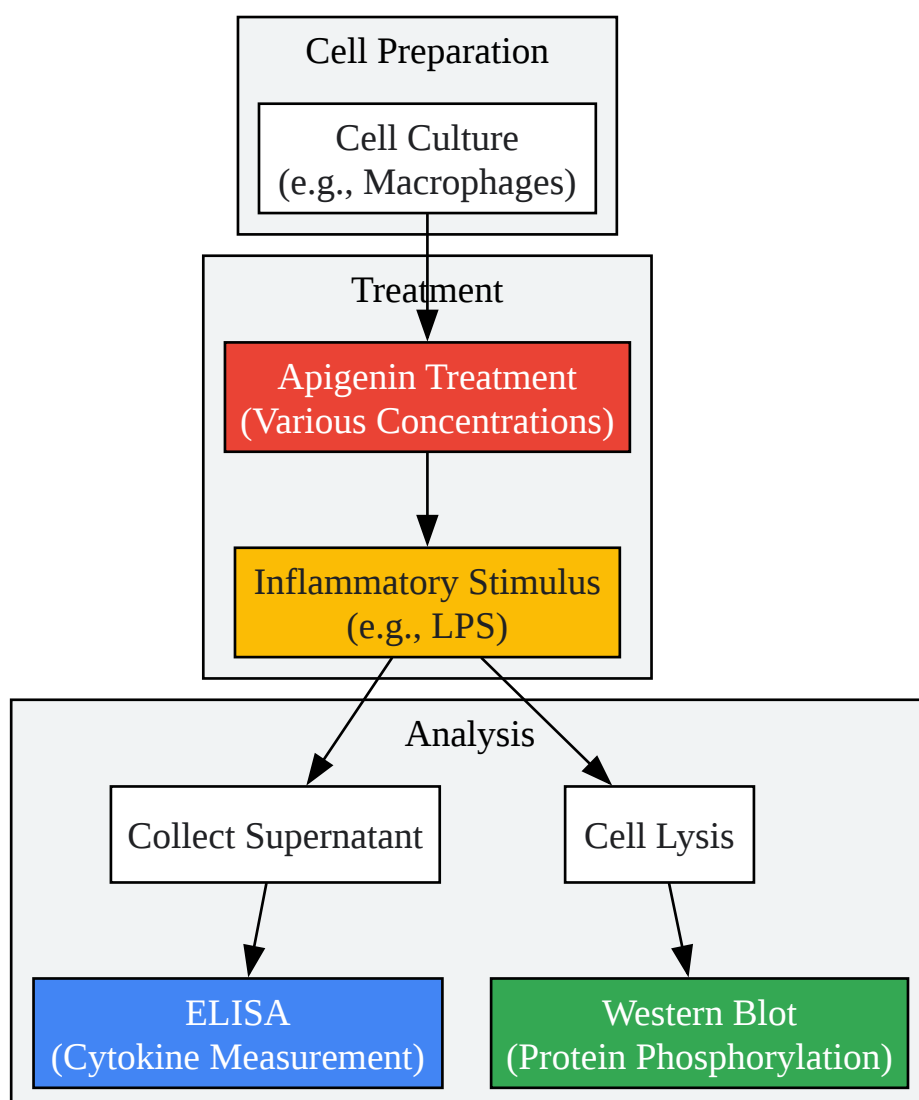 Cell Preparation
Cell Culture
(e.g., Macrophages)
Treatment
Apigenin Treatment
(Various Concentrations)
Inflammatory Stimulus
(e.g., LPS)
Analysis
Collect Supernatant
Cell Lysis
ELISA
(Cytokine Measurement)
Western Blot
(Protein Phosphorylation)